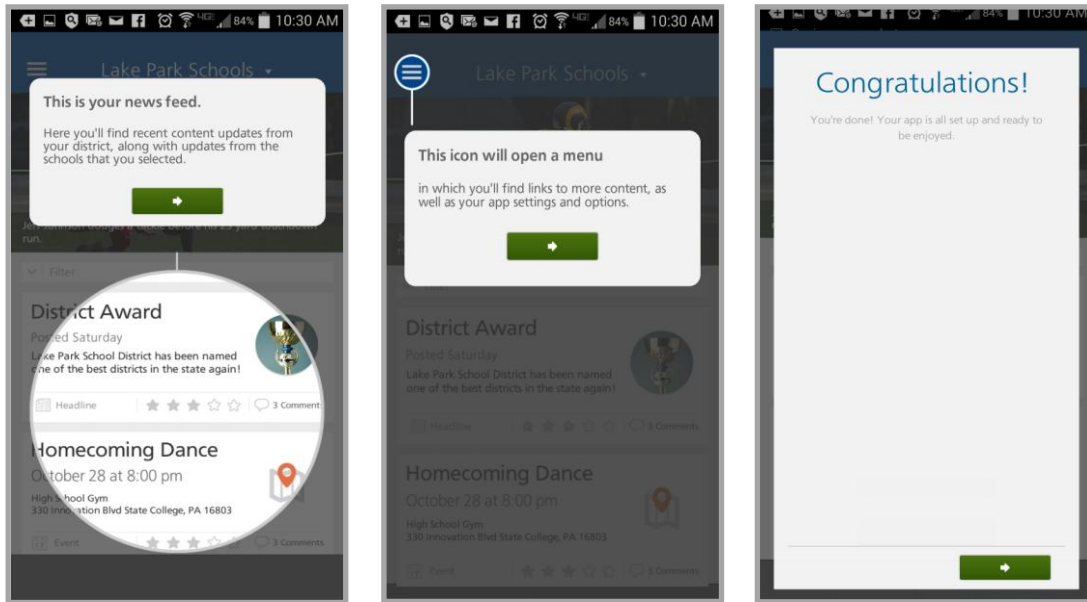 4GE 84% 10:30 AM
Lake Park Schools
This is your news feed.
Here you'll find recent content updates from
your district, along with updates from the
schools that you selected.
run.
Filter
District Award
Posted Saturday
Lake Park School District has been named
one of the best districts in the state again!
Headline
3 Comment
Homecoming Dance
October 28 at 8:00 pm
High School Gym
330 Innovation Blvd State College, PA 16803
Event
3 Comments
84% 10:30 AM
Lake Park Schools
This icon will open a menu
in which you'll find links to more content, as
well as your app settings and options.
District Award
Posted Saturday
Lake Park School District has been named
one of the best districts in the state again!
Headline
3 Comments
Homecoming Dance
October 28 at 8:00 pm
High School Gym
330 Innovation Blvd State College, PA 16803
Event
3 Comments
84% 10:30 AM
Congratulations!
You're done! Your app is all set up and ready to
be enjoyed.